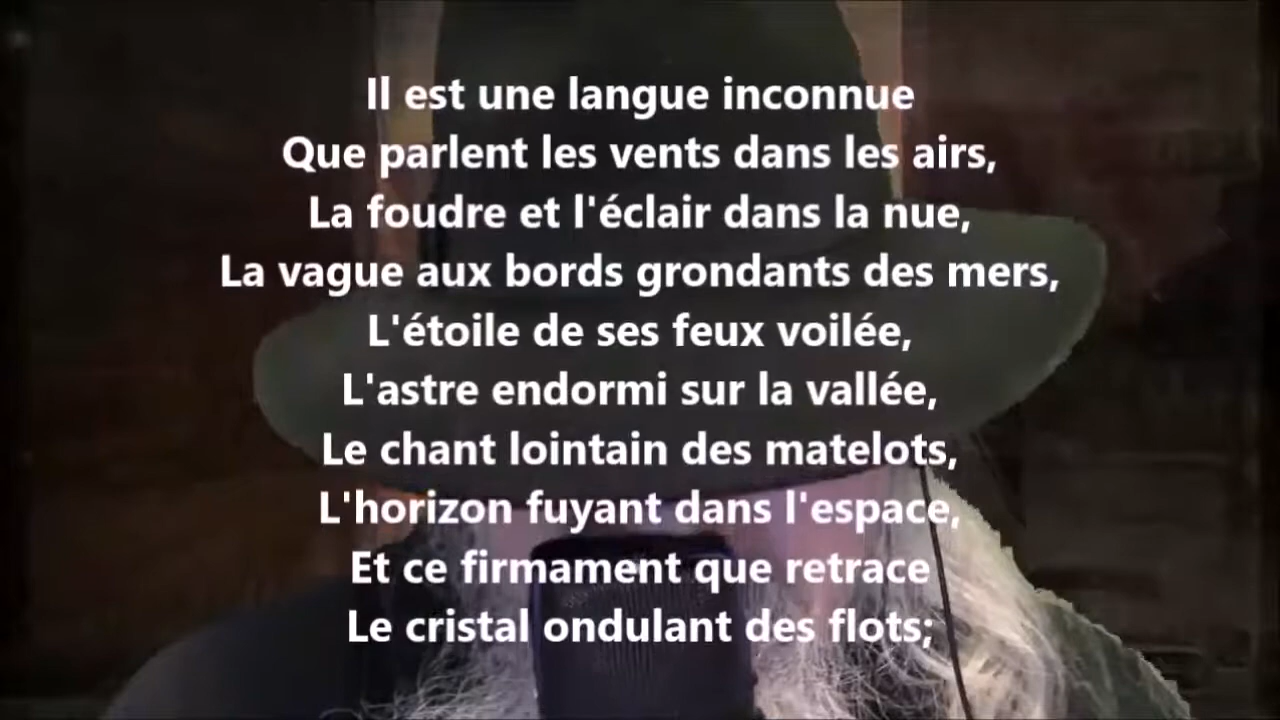 Il est une langue inconnue
Que parlent les vents dans les airs,
La foudre et l'éclair dans la nue,
La vague aux bords grondants des mers,
L'étoile de ses feux voilée,
L'astre endormi sur la vallée,
Le chant lointain des matelots,
L'horizon fuyant dans l'espace,
Et ce firmament que retrace
Le cristal ondulant des flots;